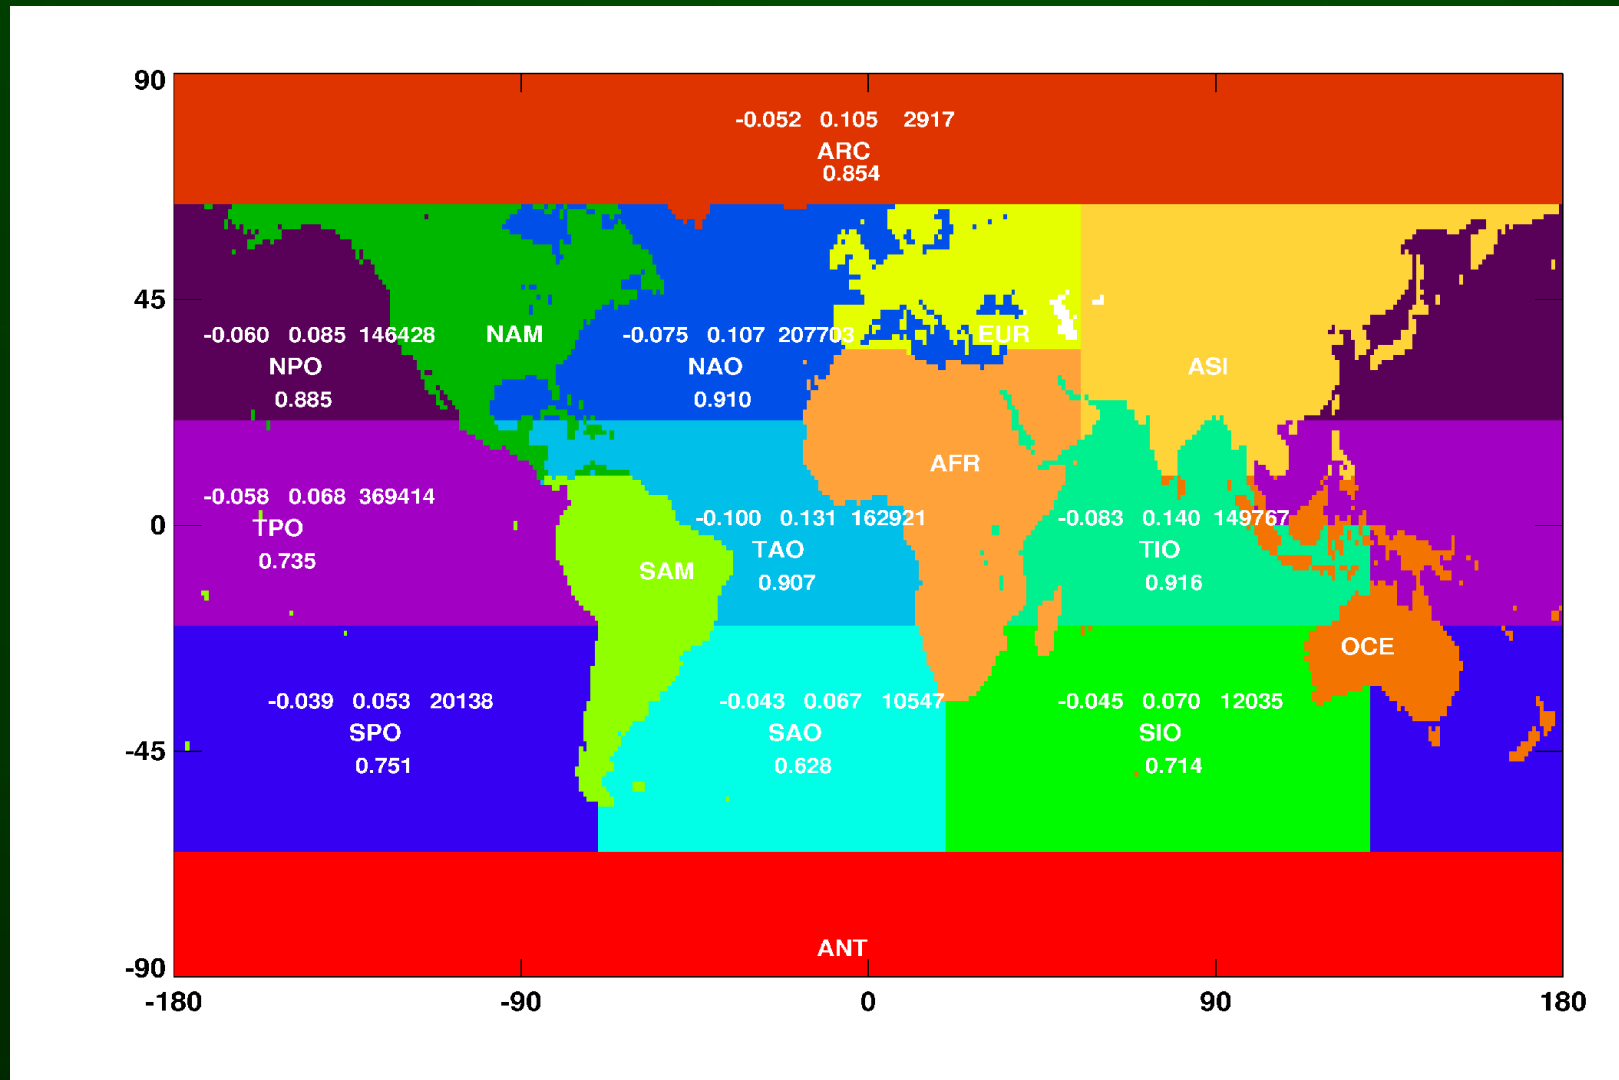 90
-0.052 0.105 2917
ARC
0.854
45
-0.060 0.085 146428
NAM
-0.075 0.107 207703
EUR
NPO
NAO
ASI
0.885
0.910
AFR
-0.058 0.068 369414
-0.100 0.131 162921
-0.083 0.140 149767
0
TPO
TAO
TIO
0.735
SAM
0.907
0.916
OCE
-0.039 0.053 20138
-0.043 0.067 10547
-0.045 0.070 12035
SPO
SAO
SIO
-45
0.751
0.628
0.714
ANT
-90
-180 -90 0 90 180